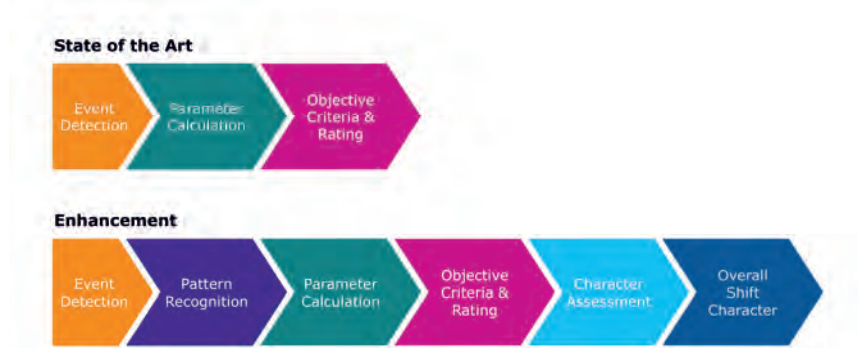 State of the Art
Event
Detection
Parameter
Calculation
Objective
Criteria &
Rating
Enhancement
Event
Detection
Pattern
Recognition
Parameter
Calculation
Objective
Criteria &
Rating
Character
Assessment
Overall
Shift
Character